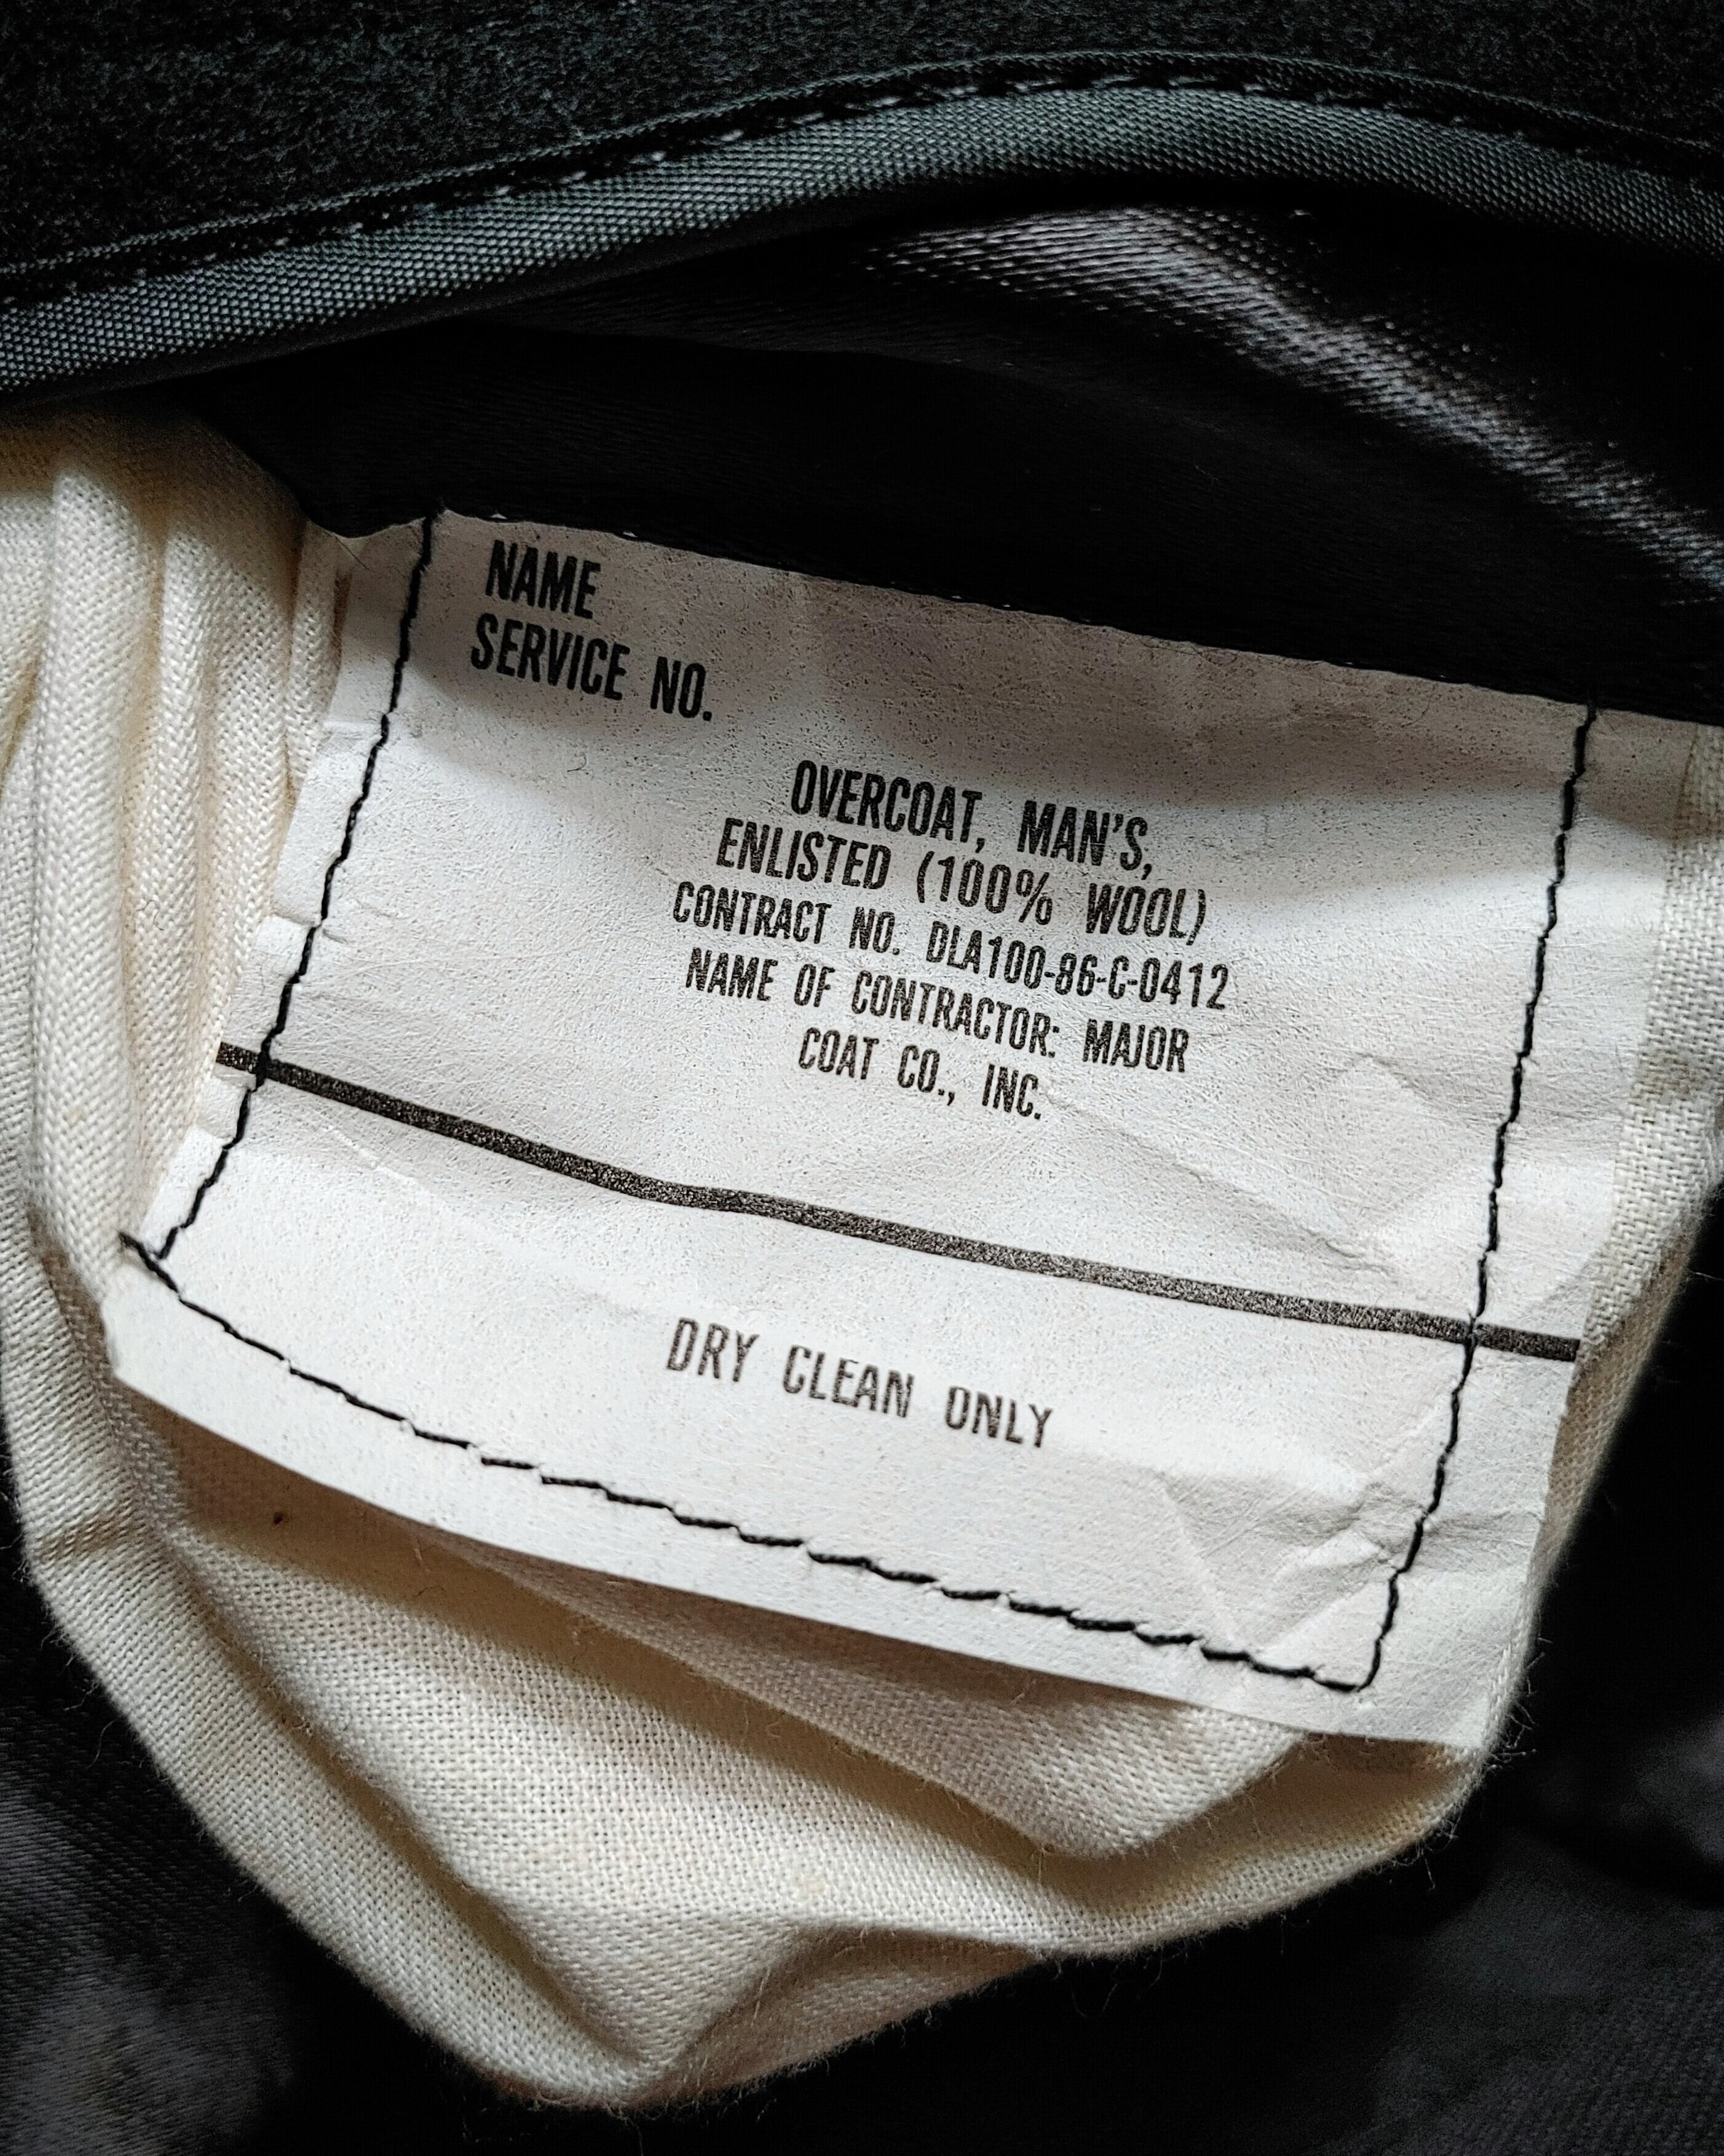 NAME
SERVICE NO.
OVERCOAT, MAN'S,
ENLISTED (100% WOOL)
CONTRACT NO. DLA100-86-C-0412
NAME OF CONTRACTOR: MAJOR
COAT CO., INC.
DRY CLEAN ONLY